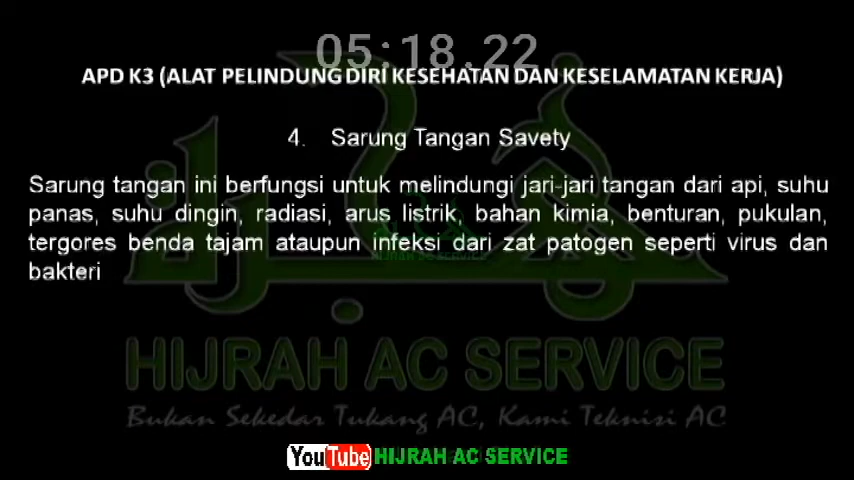 05:18.22
APD K3 (ALAT PELINDUNG DIRI KESEHATAN DAN KESELAMATAN KERJA)
4. Sarung Tangan Savety
Sarung tangan ini berfungsi untuk melindungi jari-jari tangan dari api, suhu
panas, suhu dingin, radiasi, arus listrik, bahan kimia, benturan, pukulan,
tergores benda tajam ataupun infeksi dari zat patogen seperti virus dan
bakteri
HIJRAH AC SERVICE
HIJRAH AC SERVICE
Bukan Sekedar Tukang AC, Kami Teknisi AC
YouTube HIJRAH AC SERVICE